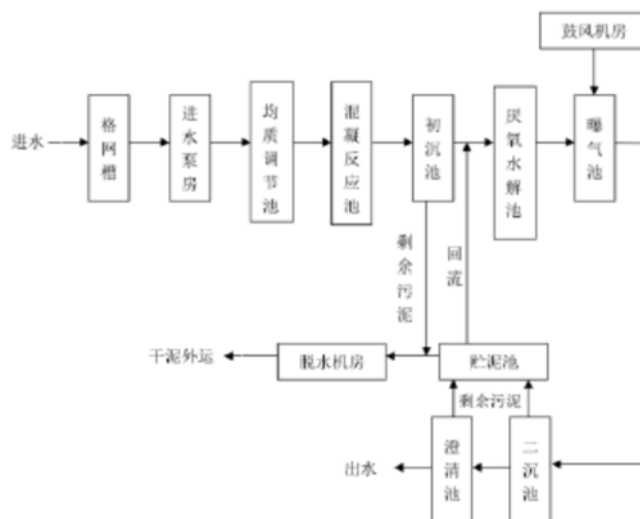 鼓风机房
进水
格网槽
进水泵房
均质调节池
混凝反应池
初沉池
厌氧水解池
曝气池
剩余污泥
回流
干泥外运
脱水机房
贮泥池
剩余污泥
出水
澄清池
二沉池